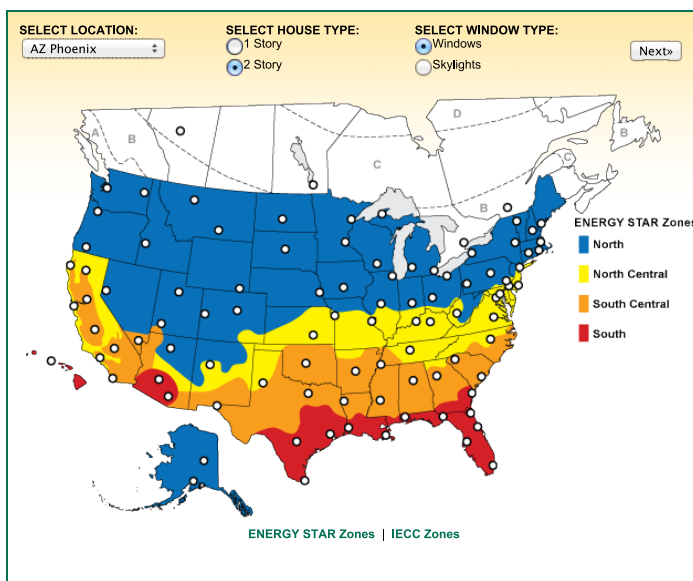 SELECT LOCATION:
AZ Phoenix
SELECT HOUSE TYPE:
1 Story
2 Story
SELECT WINDOW TYPE:
Windows
Skylights
Next»
A
B
D
C
B
C
B
ENERGY STAR Zones
North
North Central
South Central
South
ENERGY STAR Zones | IECC Zones